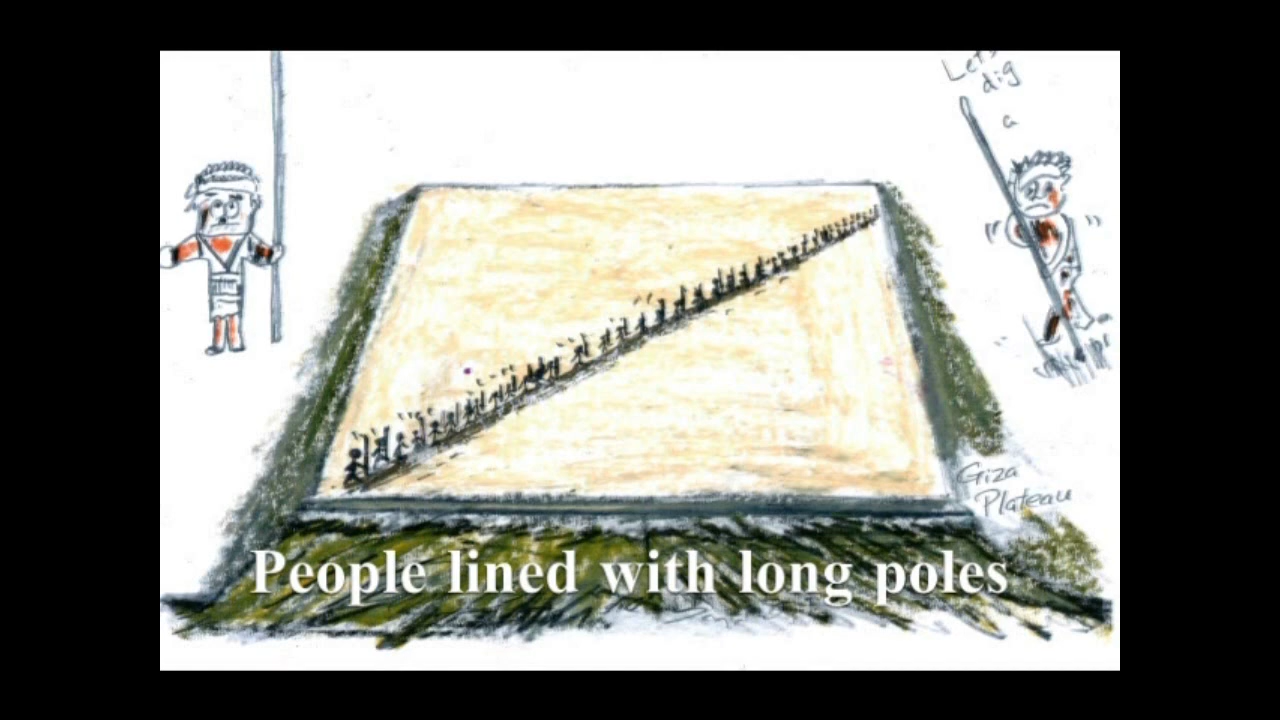 Let's
dig
a
Giza
Plateau
People lined with long poles